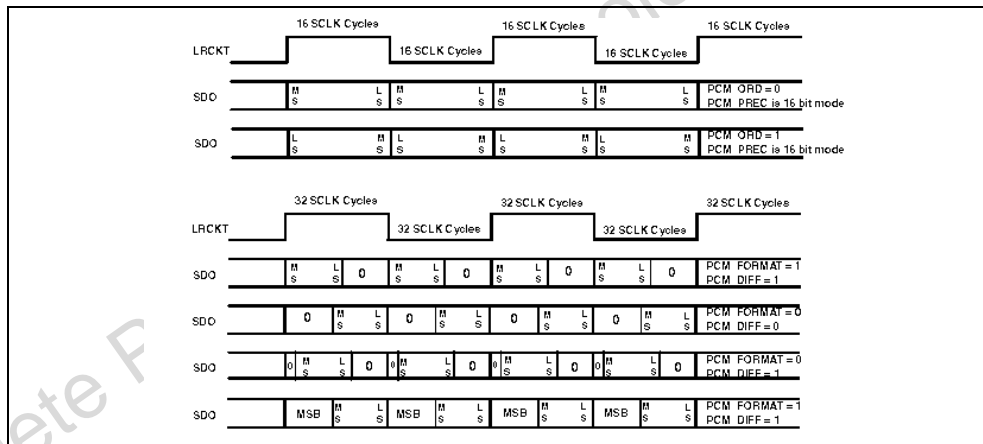 16 SCLK Cycles 16 SCLK Cycles 16 SCLK Cycles
LRCKT 16 SCLK Cycles 16 SCLK Cycles
SDO M S L S M S L S M S L S M S L S PCM ORD = 0
PCM PREC is 16 bit mode
SDO L S M S L S M S L S M S L S M S PCM ORD = 1
PCM PREC is 16 bit mode
32 SCLK Cycles 32 SCLK Cycles 32 SCLK Cycles
LRCKT 32 SCLK Cycles 32 SCLK Cycles
SDO M S L S 0 M S L S 0 M S L S 0 M S L S 0 PCM FORMAT = 1
PCM DIFF = 1
SDO 0 M S L S 0 M S L S 0 M S L S 0 M S L S PCM FORMAT = 0
PCM DIFF = 0
SDO 0 M S L S 0 0 M S L S 0 0 M S L S 0 0 M S L S 0 PCM FORMAT = 0
PCM DIFF = 1
SDO MSB M S L S MSB M S L S MSB M S L S MSB M S L S PCM FORMAT = 1
PCM DIFF = 1
ete